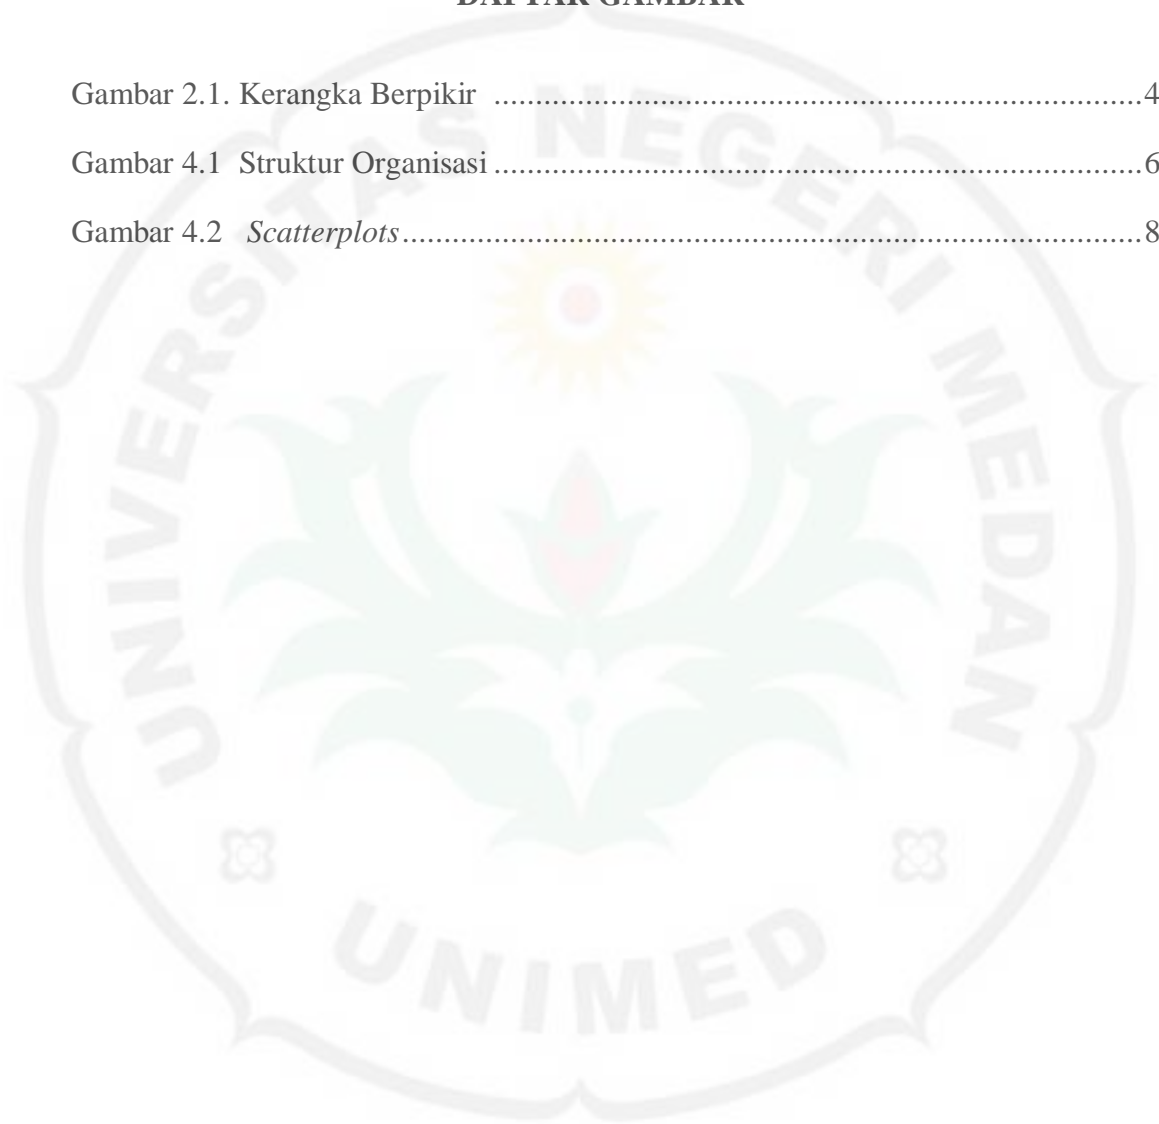 DAFTAR GAMBAR
Gambar 2.1. Kerangka Berpikir ........................................................................... 4
Gambar 4.1 Struktur Organisasi ........................................................................... 6
Gambar 4.2 Scatterplots ........................................................................... 8
UNIVERSITAS NEGERI MEDAN
UNIMED